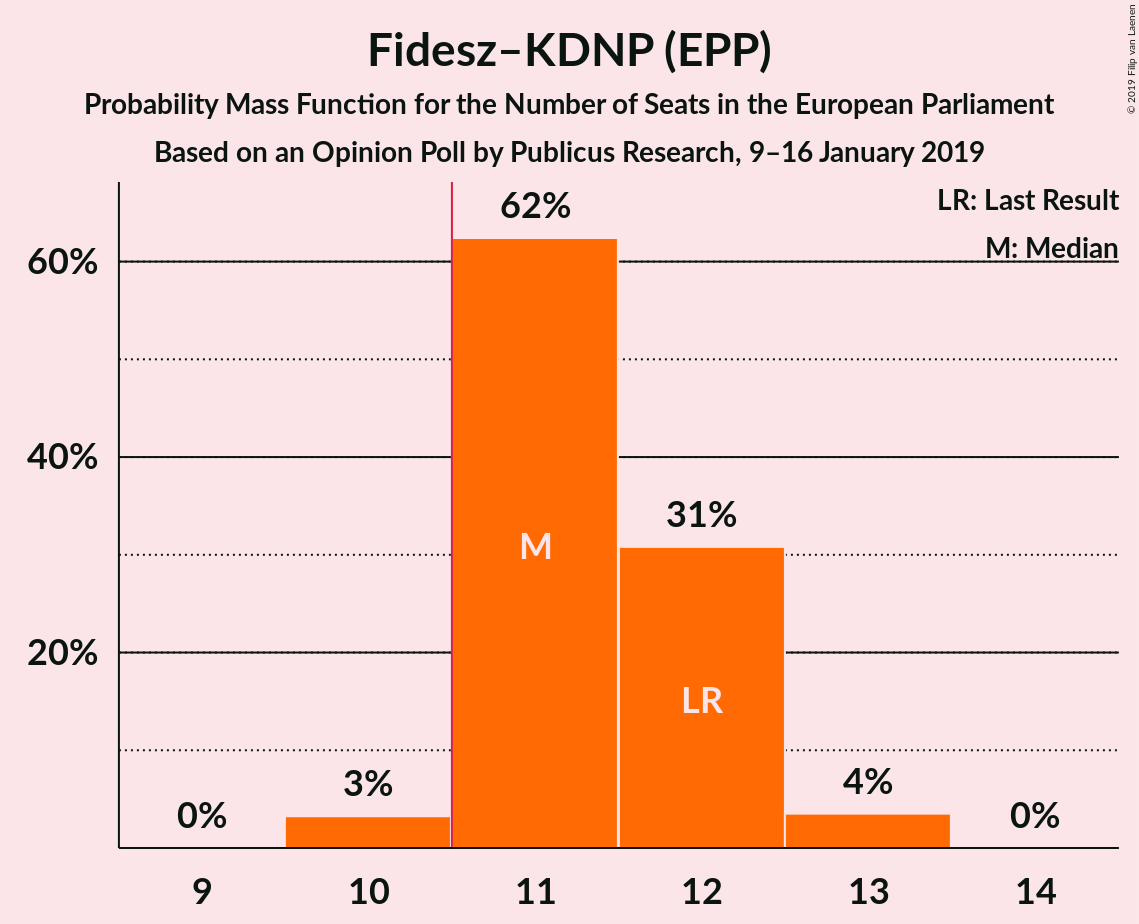 Fidesz–KDNP (EPP)
Probability Mass Function for the Number of Seats in the European Parliament
Based on an Opinion Poll by Publicus Research, 9–16 January 2019
© 2019 Filip van Laenen
LR: Last Result
M: Median
60%
40%
20%
0%
3%
62%
31%
4%
0%
M
LR
9
10
11
12
13
14